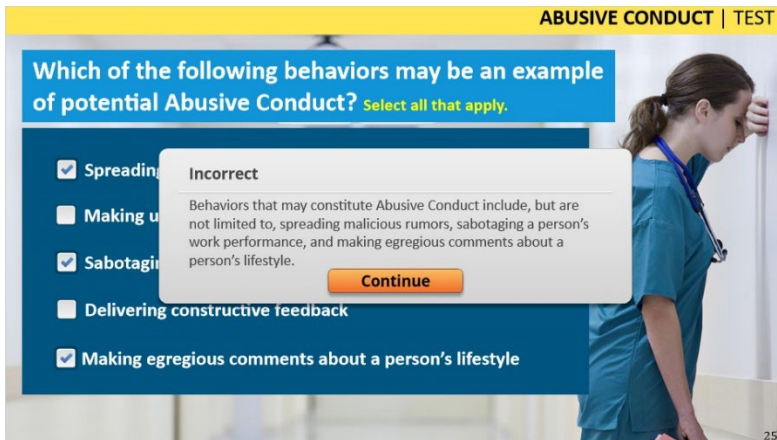 ABUSIVE CONDUCT | TEST
Which of the following behaviors may be an example
of potential Abusive Conduct? Select all that apply.
Spreading
Making u
Incorrect
Behaviors that may constitute Abusive Conduct include, but are
not limited to, spreading malicious rumors, sabotaging a person's
work performance, and making egregious comments about a
person's lifestyle.
Continue
Delivering constructive feedback
Making egregious comments about a person's lifestyle
25